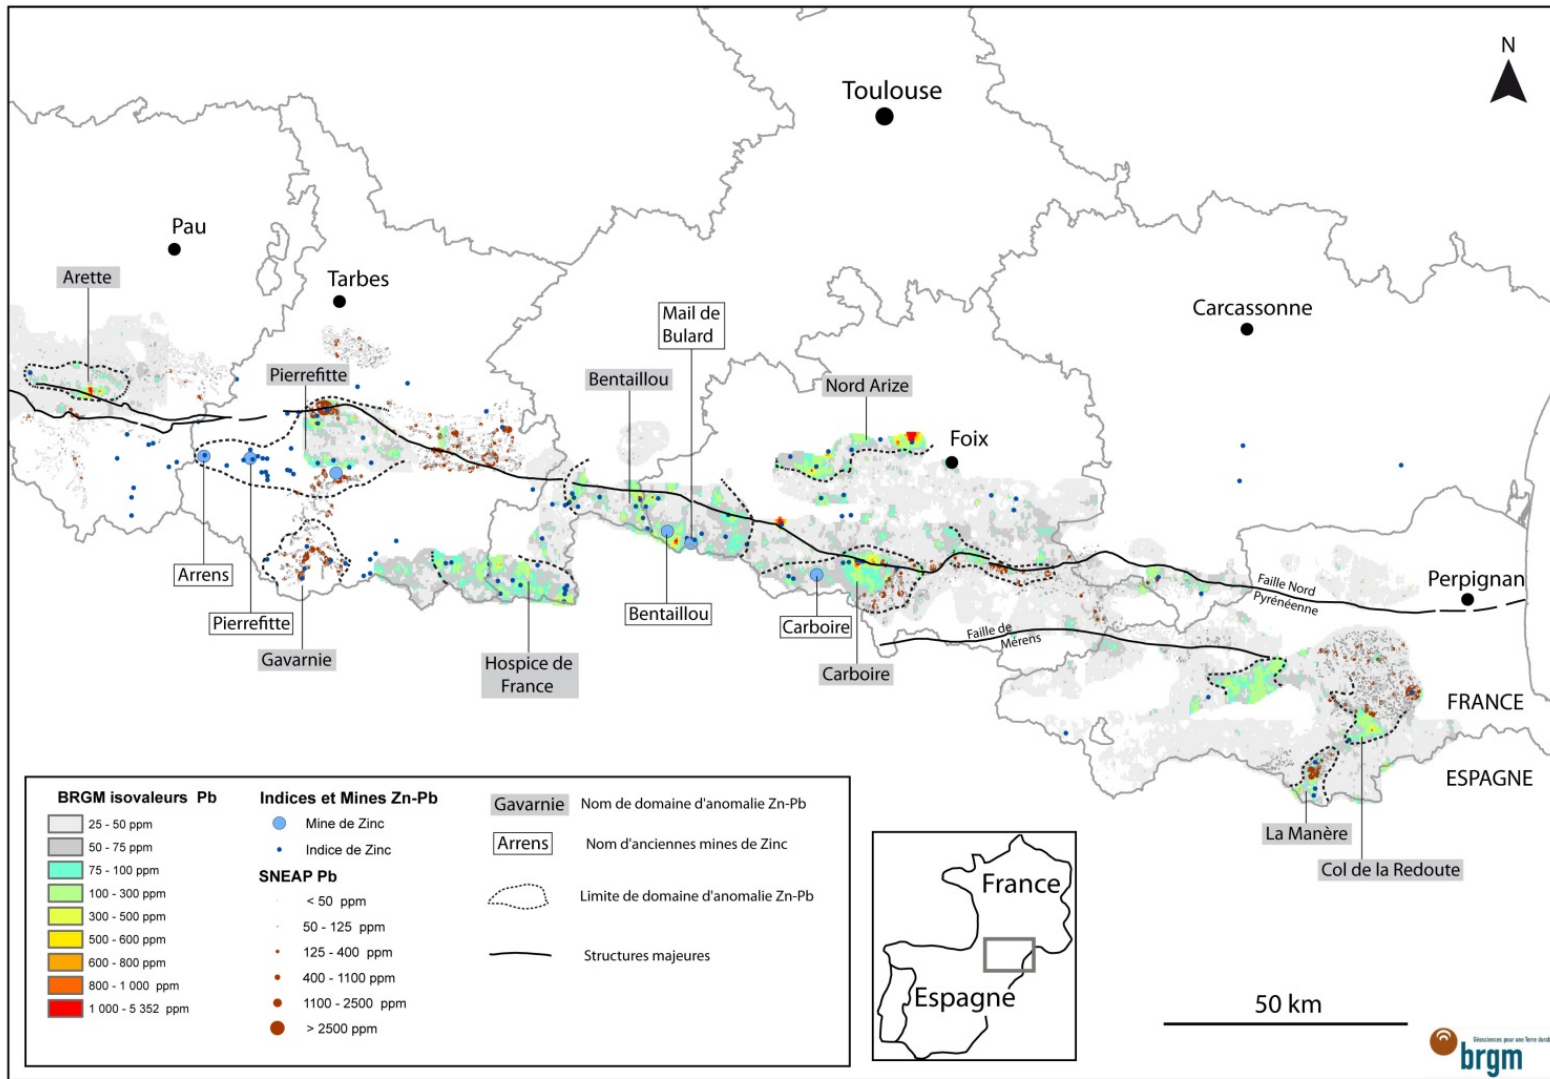 N
Toulouse
Pau
Arette
Tarbes
Mail de
Bulard
Carcassonne
Pierrefitte
Bentaillou
Nord Arize
Foix
Arrens
Pierrefitte
Gavarnie
Hospice de
France
Bentaillou
Carboire
Carboire
Faille Nord
Pyrénéenne
Faille de
Mérens
Perpignan
FRANCE
ESPAGNE
La Manère
Col de la Redoute
BRGM isovaleurs Pb
25 - 50 ppm
50 - 75 ppm
75 - 100 ppm
100 - 300 ppm
300 - 500 ppm
500 - 600 ppm
600 - 800 ppm
800 - 1 000 ppm
1 000 - 5 352 ppm
Indices et Mines Zn-Pb
Mine de Zinc
Indice de Zinc
SNEAP Pb
< 50 ppm
50 - 125 ppm
125 - 400 ppm
400 - 1100 ppm
1100 - 2500 ppm
> 2500 ppm
Gavarnie Nom de domaine d'anomalie Zn-Pb
Arrens Nom d'anciennes mines de Zinc
Limite de domaine d'anomalie Zn-Pb
Structures majeures
France
Espagne
50 km
Géosciences pour une Terre durable
brgm